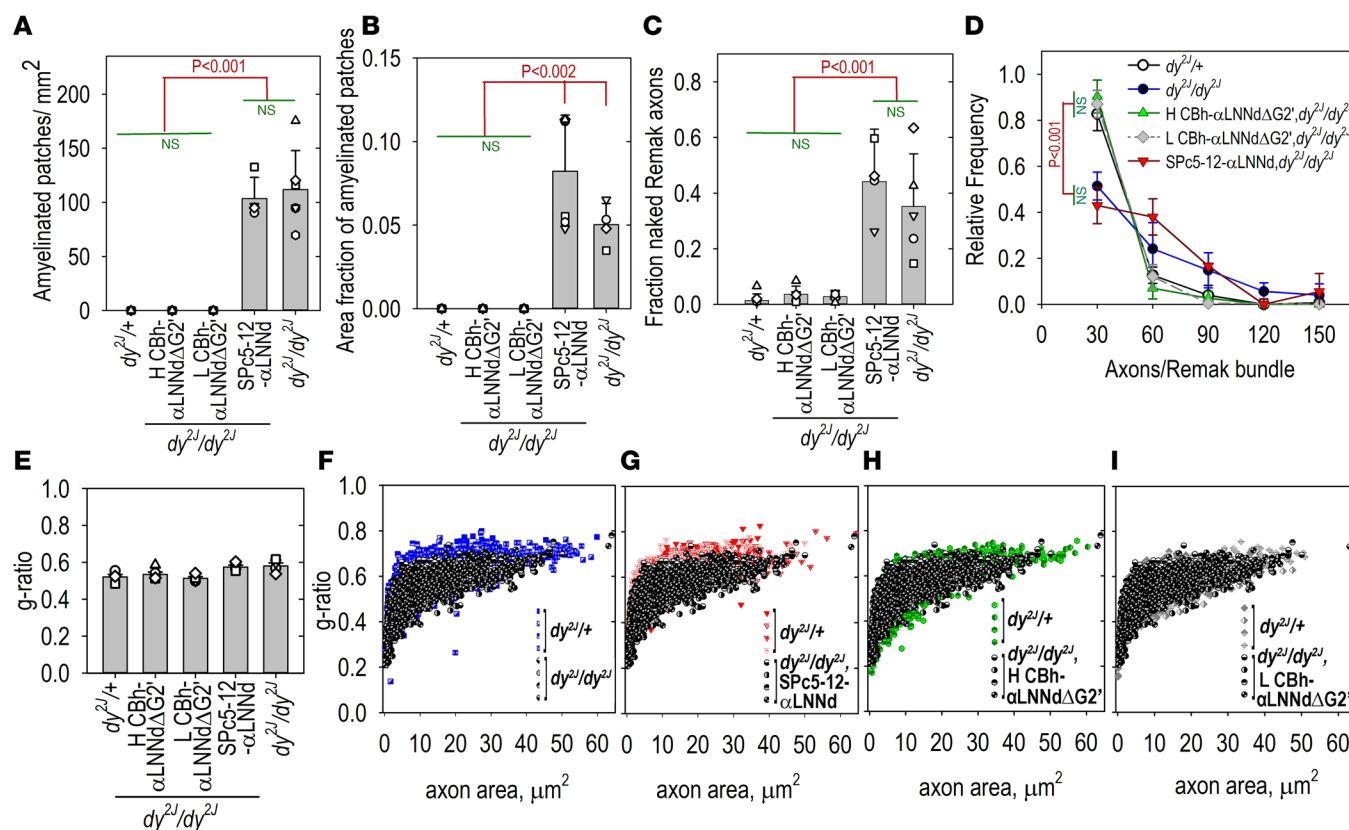 A
Amyelinated patches/ mm²
200
150
100
50
0
P<0.001
NS
NS
dy²ᴶ/+
H CBh-
αLNNdΔG2'
L CBh-
αLNNdΔG2'
SPc5-12
-αLNNd
dy²ᴶ/dy²ᴶ
dy²ᴶ/dy²ᴶ
B
Area fraction of amyelinated patches
0.15
0.10
0.05
0.00
P<0.002
NS
dy²ᴶ/+
H CBh-
αLNNdΔG2'
L CBh-
αLNNdΔG2'
SPc5-12
-αLNNd
dy²ᴶ/dy²ᴶ
dy²ᴶ/dy²ᴶ
C
Fraction naked Remak axons
0.8
0.6
0.4
0.2
0.0
P<0.001
NS
NS
dy²ᴶ/+
H CBh-
αLNNdΔG2'
L CBh-
αLNNdΔG2'
SPc5-12
-αLNNd
dy²ᴶ/dy²ᴶ
dy²ᴶ/dy²ᴶ
D
Relative Frequency
1.0
0.8
0.6
0.4
0.2
0.0
P<0.001
NS
NS
dy²ᴶ/+
dy²ᴶ/dy²ᴶ
H CBh-αLNNdΔG2',dy²ᴶ/dy²ᴶ
L CBh-αLNNdΔG2',dy²ᴶ/dy²ᴶ
SPc5-12-αLNNd,dy²ᴶ/dy²ᴶ
0 30 60 90 120 150
Axons/Remak bundle
E
g-ratio
1.0
0.8
0.6
0.4
0.2
0.0
dy²ᴶ/+
H CBh-
αLNNdΔG2'
L CBh-
αLNNdΔG2'
SPc5-12
-αLNNd
dy²ᴶ/dy²ᴶ
dy²ᴶ/dy²ᴶ
F
g-ratio
1.0
0.8
0.6
0.4
0.2
0.0
dy²ᴶ/+
dy²ᴶ/dy²ᴶ
0 10 20 30 40 50 60
axon area, μm²
G
dy²ᴶ/+
dy²ᴶ/dy²ᴶ,
SPc5-12-
αLNNd
0 10 20 30 40 50 60
axon area, μm²
H
dy²ᴶ/+
dy²ᴶ/dy²ᴶ,
H CBh-
αLNNdΔG2'
0 10 20 30 40 50 60
axon area, μm²
I
dy²ᴶ/+
dy²ᴶ/dy²ᴶ,
L CBh-
αLNNdΔG2'
0 10 20 30 40 50 60
axon area, μm²